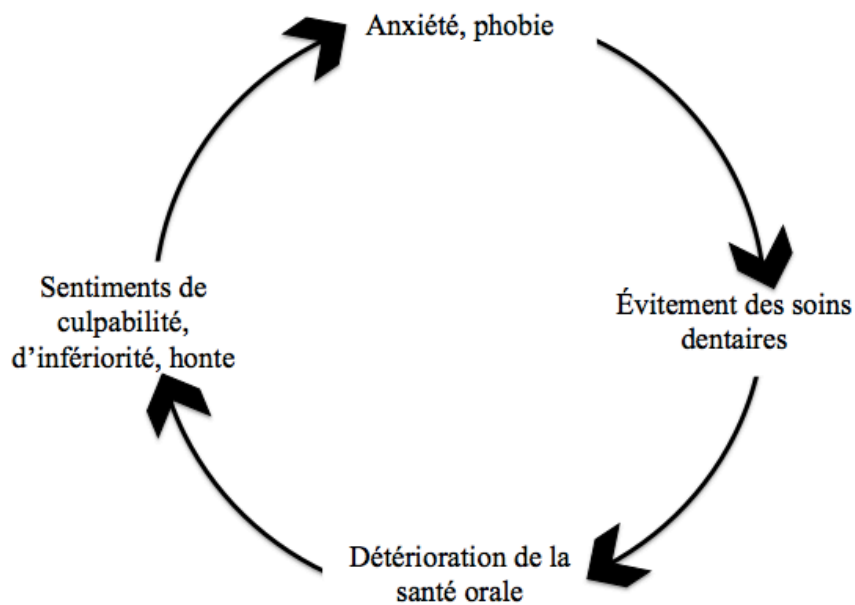 Anxiété, phobie
Évitement des soins
dentaires
Détérioration de la
santé orale
Sentiments de
culpabilité,
d’infériorité, honte